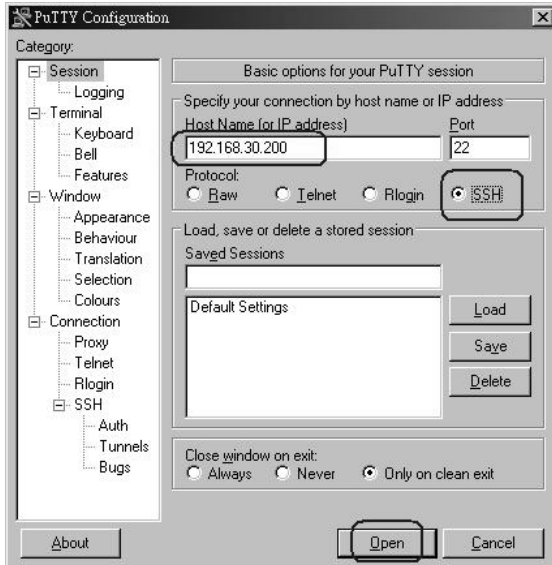 PuTTY Configuration
Category:
Session
Logging
Terminal
Keyboard
Bell
Features
Window
Appearance
Behaviour
Translation
Selection
Colours
Connection
Proxy
Telnet
Rlogin
SSH
Auth
Tunnels
Bugs
Basic options for your PuTTY session
Specify your connection by host name or IP address
Host Name (or IP address) Port
192.168.30.200 22
Protocol:
Raw Telnet Rlogin SSH
Load, save or delete a stored session
Saved Sessions
Default Settings
Load
Save
Delete
Close window on exit:
Always Never Only on clean exit
About Open Cancel